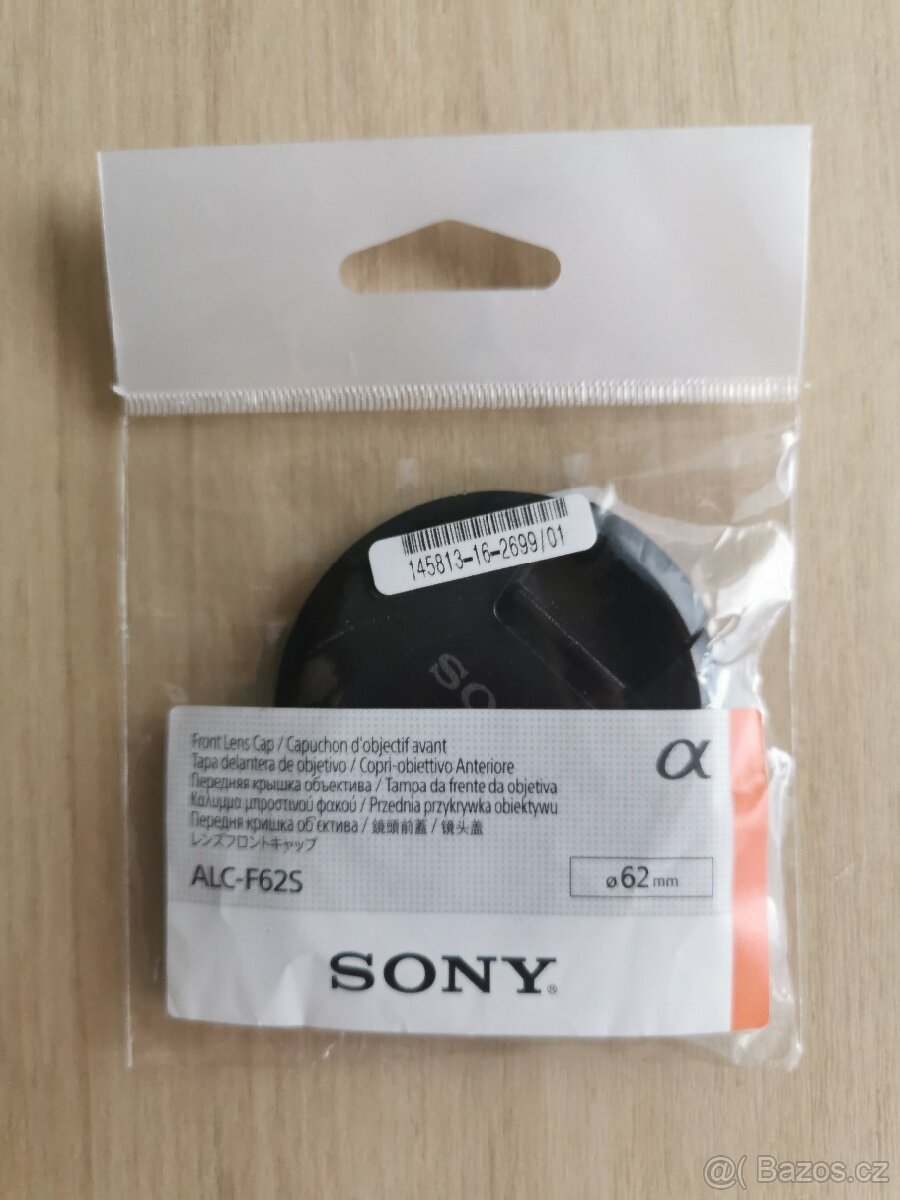 145813-16-2699/01
SO
Front Lens Cap / Capuchon d'objectif avant
Tapa delantera de objetivo / Copri-obiettivo Anteriore
Передняя крышка объектива / Tampa da frente da objetiva
Κάλυμμα μπροστινού φακού / Przednia przykrywka obiektywu
Передня кришка об'єктива / 鏡頭前蓋 / 镜头盖
レンズフロントキャップ
α
ALC-F62S
ø 62 mm
SONY®
@( Bazos.cz